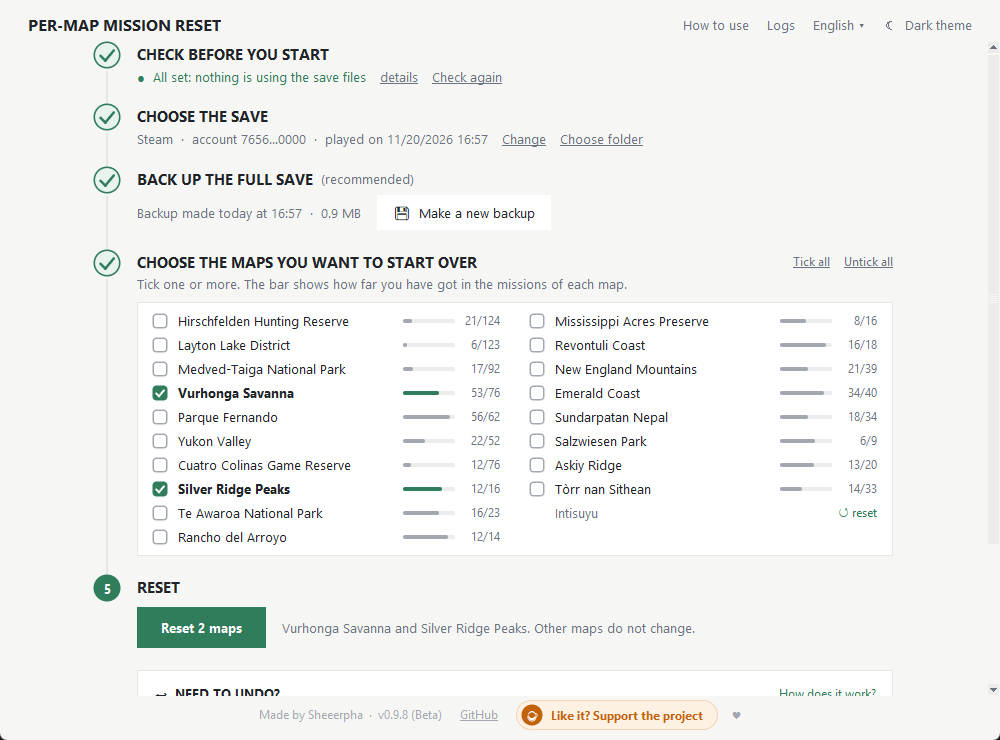 PER-MAP MISSION RESET
How to use Logs English ▾ ☾ Dark theme
CHECK BEFORE YOU START
● All set: nothing is using the save files details Check again
CHOOSE THE SAVE
Steam · account 7656...0000 · played on 11/20/2026 16:57 Change Choose folder
BACK UP THE FULL SAVE (recommended)
Backup made today at 16:57 · 0.9 MB Make a new backup
CHOOSE THE MAPS YOU WANT TO START OVER Tick all Untick all
Tick one or more. The bar shows how far you have got in the missions of each map.
Hirschfelden Hunting Reserve 21/124
Layton Lake District 6/123
Medved-Taiga National Park 17/92
Vurhonga Savanna 53/76
Parque Fernando 56/62
Yukon Valley 22/52
Cuatro Colinas Game Reserve 12/76
Silver Ridge Peaks 12/16
Te Awaroa National Park 16/23
Rancho del Arroyo 12/14
Mississippi Acres Preserve 8/16
Revontuli Coast 16/18
New England Mountains 21/39
Emerald Coast 34/40
Sundarpatan Nepal 18/34
Salzwiesen Park 6/9
Askiy Ridge 13/20
Tòrr nan Sithean 14/33
Intisuyu reset
5 RESET
Reset 2 maps Vurhonga Savanna and Silver Ridge Peaks. Other maps do not change.
NEED TO UNDO? How does it work?
Made by Sheeerpha · v0.9.8 (Beta) GitHub Like it? Support the project ♥